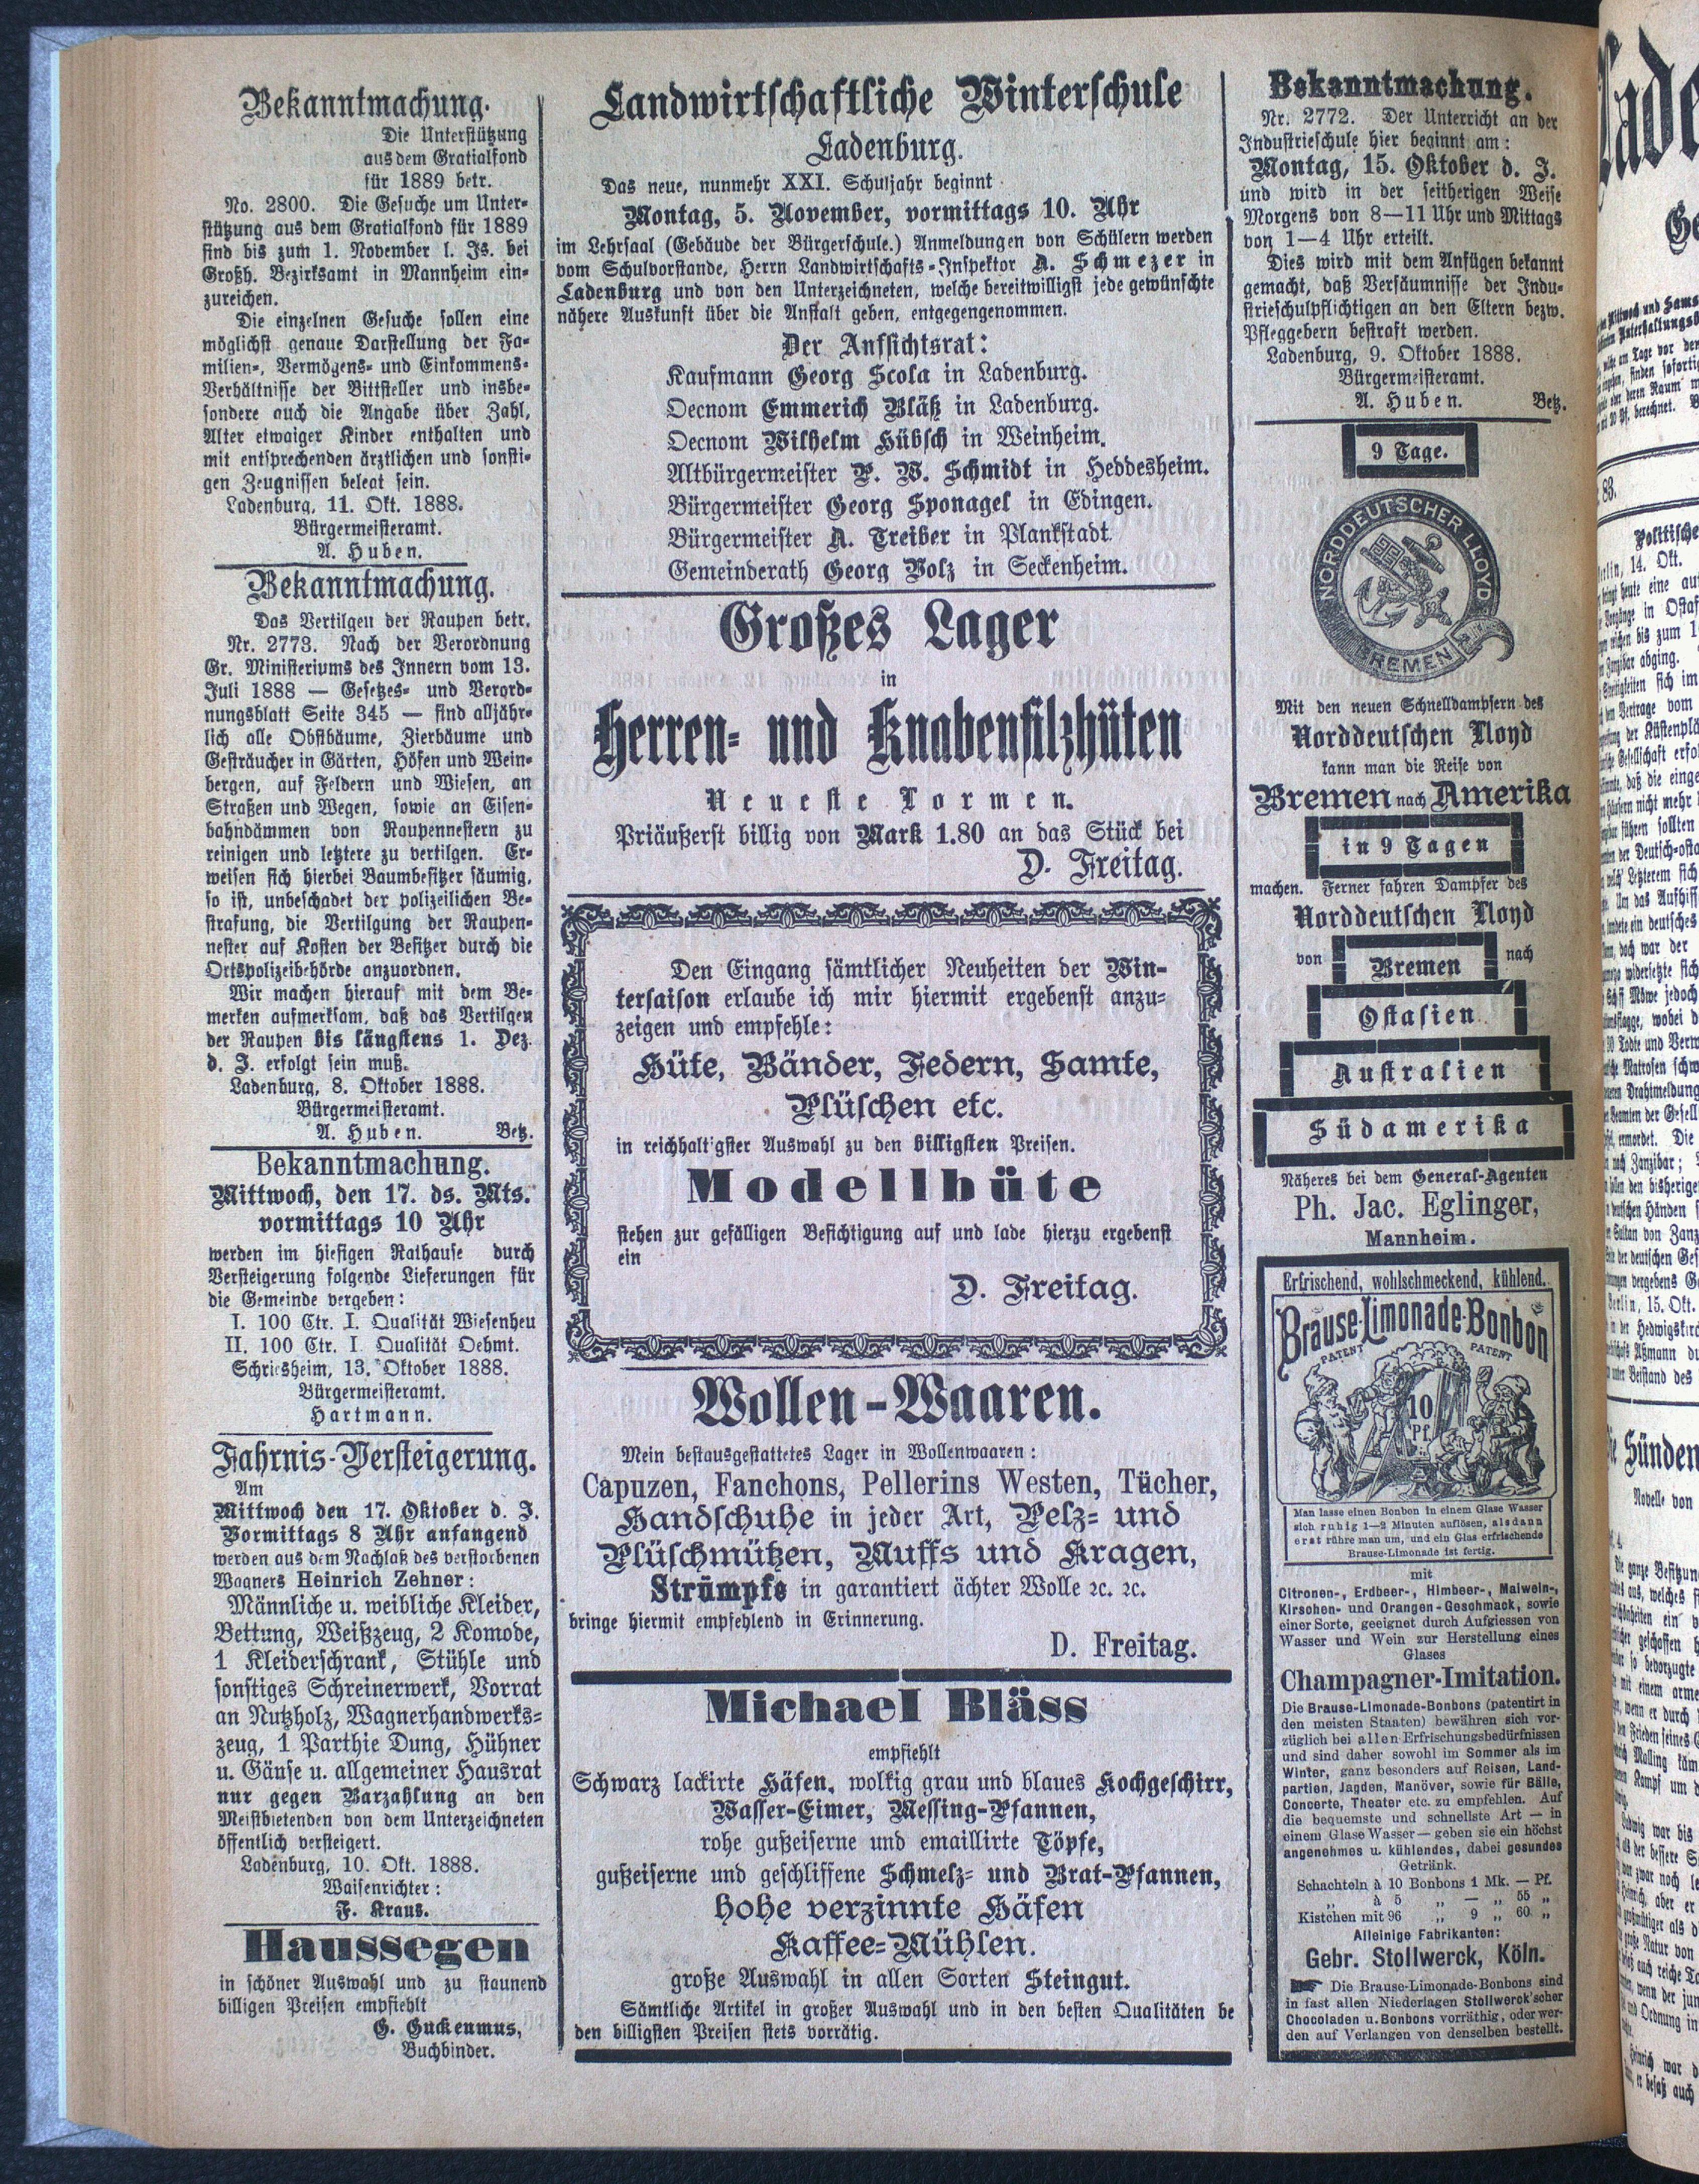 Bekanntmachung.
Die Unterstützung
aus dem Gratialfond
für 1889 betr.
No. 2800. Die Gesuche um Unter-
stützung aus dem Gratialfond für 1889
sind bis zum 1. November l. Js. bei
Großh. Bezirksamt in Mannheim ein-
zureichen.
Die einzelnen Gesuche sollen eine
möglichst genaue Darstellung der Fa-
milien-, Vermögens- und Einkommens-
Verhältnisse der Bittsteller und insbe-
sondere auch die Angabe über Zahl,
Alter etwaiger Kinder enthalten und
mit entsprechenden ärztlichen und sonsti-
gen Zeugnissen belegt sein.
Ladenburg, 11. Okt. 1888.
Bürgermeisteramt.
A. Huben.
Bekanntmachung.
Das Vertilgen der Raupen betr.
Nr. 2773. Nach der Verordnung
Gr. Ministeriums des Innern vom 13.
Juli 1888 — Gesetzes- und Verord-
nungsblatt Seite 345 — sind alljähr-
lich alle Obstbäume, Zierbäume und
Gesträucher in Gärten, Höfen und Wein-
bergen, auf Feldern und Wiesen, an
Straßen und Wegen, sowie an Eisen-
bahndämmen von Raupennestern zu
reinigen und letztere zu vertilgen. Er-
weisen sich hierbei Baumbesitzer säumig,
so ist, unbeschadet der polizeilichen Be-
strafung, die Vertilgung der Raupen-
nester auf Kosten der Besitzer durch die
Ortspolizeibehörde anzuordnen.
Wir machen hierauf mit dem Be-
merken aufmerksam, daß das Vertilgen
der Raupen bis längstens 1. Dez.
d. J. erfolgt sein muß.
Ladenburg, 8. Oktober 1888.
Bürgermeisteramt.
A. Huben. Betz.
Bekanntmachung.
Mittwoch, den 17. ds. Mts.
vormittags 10 Uhr
werden im hiesigen Rathause durch
Versteigerung folgende Lieferungen für
die Gemeinde vergeben:
I. 100 Ctr. I. Qualität Wiesenheu
II. 100 Ctr. I Qualität Oehmt.
Schriesheim, 13. Oktober 1888.
Bürgermeisteramt.
Hartmann.
Fahrnis-Versteigerung.
Am
Mittwoch den 17. Oktober d. J.
Vormittags 8 Uhr anfangend
werden aus dem Nachlaß des verstorbenen
Wagners Heinrich Zehner:
Männliche u. weibliche Kleider,
Bettung, Weißzeug, 2 Komode,
1 Kleiderschrank, Stühle und
sonstiges Schreinerwerk, Vorrat
an Nutzholz, Wagnerhandwerks-
zeug, 1 Parthie Dung, Hühner
u. Gänse u. allgemeiner Hausrat
nur gegen Barzahlung an den
Meistbietenden von dem Unterzeichneten
öffentlich versteigert.
Ladenburg, 10. Okt. 1888.
Waisenrichter:
F. Kraus.
Haussegen
in schöner Auswahl und zu staunend
billigen Preisen empfiehlt
G. Guckenmus,
Buchbinder.
Landwirtschaftliche Winterschule
Ladenburg.
Das neue, nunmehr XXI. Schuljahr beginnt
Montag, 5. November, vormittags 10. Uhr
im Lehrsaal (Gebäude der Bürgerschule.) Anmeldungen von Schülern werden
vom Schulvorstande, Herrn Landwirtschafts-Inspektor A. Schmezer in
Ladenburg und von den Unterzeichneten, welche bereitwilligst jede gewünschte
nähere Auskunft über die Anstalt geben, entgegengenommen.
Der Aufsichtsrat:
Kaufmann Georg Scola in Ladenburg.
Oecnom Emmerich Bläß in Ladenburg.
Oecnom Wilhelm Hübsch in Weinheim.
Altbürgermeister P. W. Schmidt in Heddesheim.
Bürgermeister Georg Sponagel in Edingen.
Bürgermeister A. Treiber in Plankstadt.
Gemeinderath Georg Volz in Seckenheim.
Großes Lager
in
Herren- und Knabenfilzhüten
Neueste Formen.
Priäußerst billig von Mark 1.80 an das Stück bei
D. Freitag.
Den Eingang sämtlicher Neuheiten der Win-
tersaison erlaube ich mir hiermit ergebenst anzu-
zeigen und empfehle:
Hüte, Bänder, Federn, Samte,
Plüschen etc.
in reichhaltigster Auswahl zu den billigsten Preisen.
Modellhüte
stehen zur gefälligen Besichtigung auf und lade hierzu ergebenst
ein
D. Freitag.
Wollen-Waaren.
Mein bestausgestattetes Lager in Wollenwaaren:
Capuzen, Fanchons, Pellerins Westen, Tücher,
Handschuhe in jeder Art, Pelz- und
Plüschmützen, Muffs und Kragen,
Strümpfe in garantiert ächter Wolle ꝛc. ꝛc.
bringe hiermit empfehlend in Erinnerung.
D. Freitag.
Michael Bläss
empfiehlt
Schwarz lackirte Häfen, wolkig grau und blaues Kochgeschirr,
Wasser-Eimer, Messing-Pfannen,
rohe gußeiserne und emaillirte Töpfe,
gußeiserne und geschliffene Schmelz- und Brat-Pfannen,
hohe verzinnte Häfen
Kaffee-Mühlen.
große Auswahl in allen Sorten Steingut.
Sämtliche Artikel in großer Auswahl und in den besten Qualitäten be
den billigsten Preisen stets vorrätig.
Bekanntmachung.
Nr. 2772. Der Unterricht an der
Industrieschule hier beginnt am:
Montag, 15. Oktober d. J.
und wird in der seitherigen Weise
Morgens von 8—11 Uhr und Mittags
von 1—4 Uhr erteilt.
Dies wird mit dem Anfügen bekannt
gemacht, daß Versäumnisse der Indu-
strieschulpflichtigen an den Eltern bezw.
Pfleggebern bestraft werden.
Ladenburg, 9. Oktober 1888.
Bürgermeisteramt.
A. Huben. Betz.
9 Tage.
NORDDEUTSCHER LLOYD
BREMEN
Mit den neuen Schnelldampfern des
Norddeutschen Lloyd
kann man die Reise von
Bremen nach Amerika
in 9 Tagen
machen. Ferner fahren Dampfer des
Norddeutschen Lloyd
von Bremen nach
Ostasien
Australien
Südamerika
Näheres bei dem General-Agenten
Ph. Jac. Eglinger,
Mannheim.
Erfrischend, wohlschmeckend, kühlend.
Brause-Limonade-Bonbon
PATENT PATENT
10
Pf.
Man lasse einen Bonbon in einem Glase Wasser
sich ruhig 1—2 Minuten auflösen, alsdann
erst rühre man um, und ein Glas erfrischende
Brause-Limonade ist fertig.
mit
Citronen-, Erdbeer-, Himbeer-, Maiwein-,
Kirschen- und Orangen-Geschmack, sowie
einer Sorte, geeignet durch Aufgiessen von
Wasser und Wein zur Herstellung eines
Glases
Champagner-Imitation.
Die Brause-Limonade-Bonbons (patentirt in
den meisten Staaten) bewähren sich vor-
züglich bei allen Erfrischungsbedürfnissen
und sind daher sowohl im Sommer als im
Winter, ganz besonders auf Reisen, Land-
partien, Jagden, Manöver, sowie für Bälle,
Concerte, Theater etc. zu empfehlen. Auf
die bequemste und schnellste Art — in
einem Glase Wasser — geben sie ein höchst
angenehmes u. kühlendes, dabei gesundes
Getränk.
Schachteln à 10 Bonbons 1 Mk. — Pf.
„ à 5 „ — „ 55 „
Kistchen mit 96 „ 9 „ 60 „
Alleinige Fabrikanten:
Gebr. Stollwerck, Köln.
☛ Die Brause-Limonade-Bonbons sind
in fast allen Niederlagen Stollwerck'scher
Chocoladen u. Bonbons vorräthig, oder wer-
den auf Verlangen von denselben bestellt.